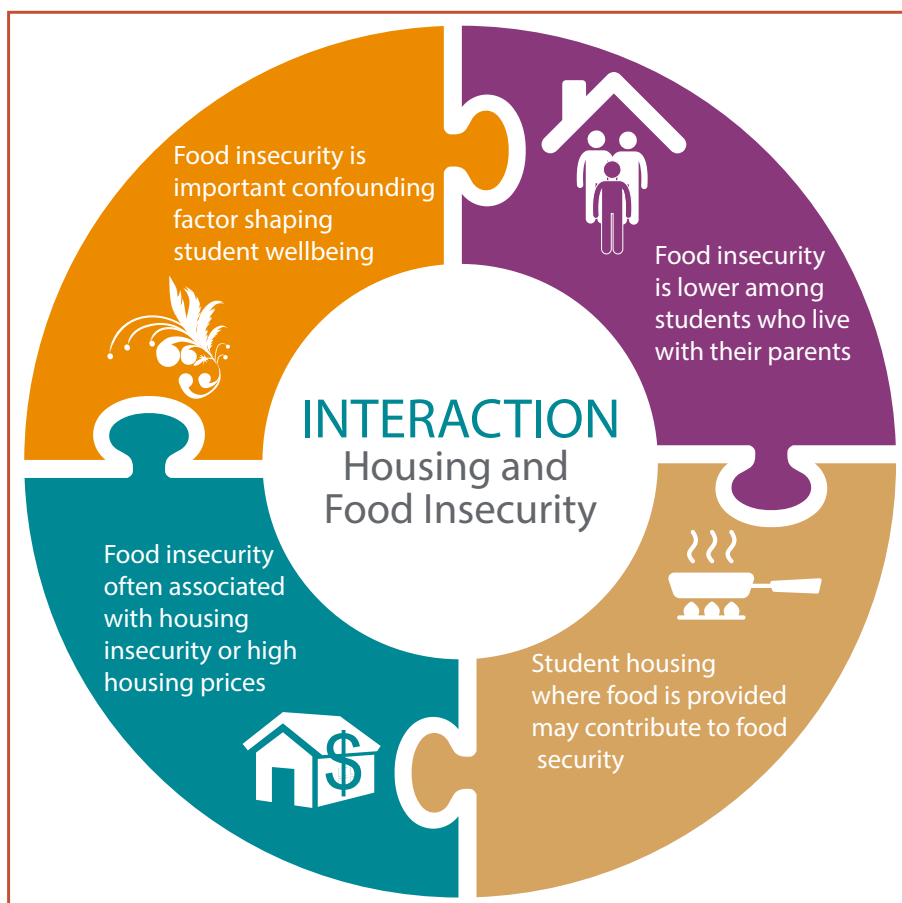 Food insecurity is
important confounding
factor shaping
student wellbeing
Food insecurity
is lower among
students who live
with their parents
INTERACTION
Housing and
Food Insecurity
Food insecurity
often associated
with housing
insecurity or high
housing prices
$
Student housing
where food is provided
may contribute to food
security